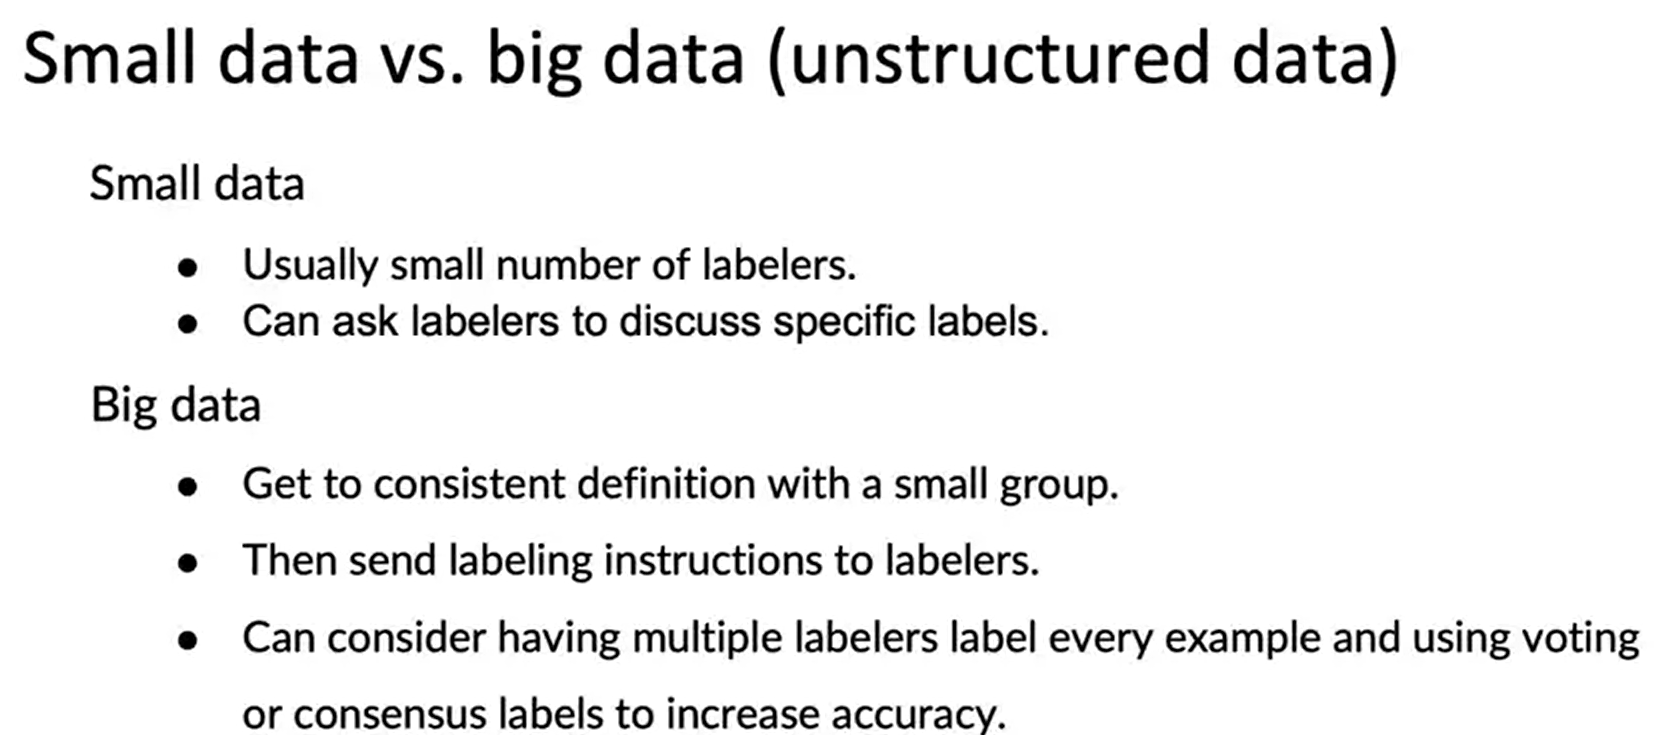 Small data vs. big data (unstructured data)
Small data
● Usually small number of labelers.
● Can ask labelers to discuss specific labels.
Big data
● Get to consistent definition with a small group.
● Then send labeling instructions to labelers.
● Can consider having multiple labelers label every example and using voting
or consensus labels to increase accuracy.